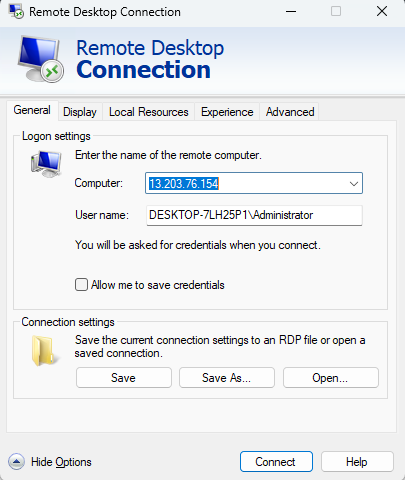 Remote Desktop Connection
Remote Desktop
Connection
General Display Local Resources Experience Advanced
Logon settings
Enter the name of the remote computer.
Computer: 13.203.76.154
User name: DESKTOP-7LH25P1\Administrator
You will be asked for credentials when you connect.
Allow me to save credentials
Connection settings
Save the current connection settings to an RDP file or open a
saved connection.
Save Save As... Open...
Hide Options Connect Help